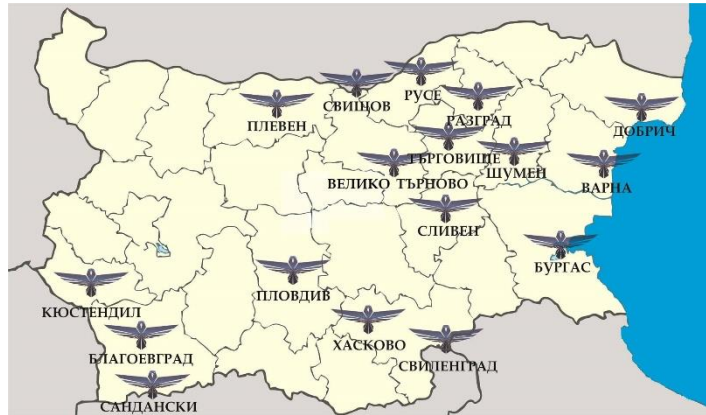 РУСЕ
СВИЩОВ
РАЗГРАД
ПЛЕВЕН
ДОБРИЧ
ТЪРГОВИЩЕ
ШУМЕН
ВЕЛИКО ТЪРНОВО
ВАРНА
СЛИВЕН
БУРГАС
ПЛОВДИВ
КЮСТЕНДИЛ
ХАСКОВО
БЛАГОЕВГРАД
СВИЛЕНГРАД
САНДАНСКИ